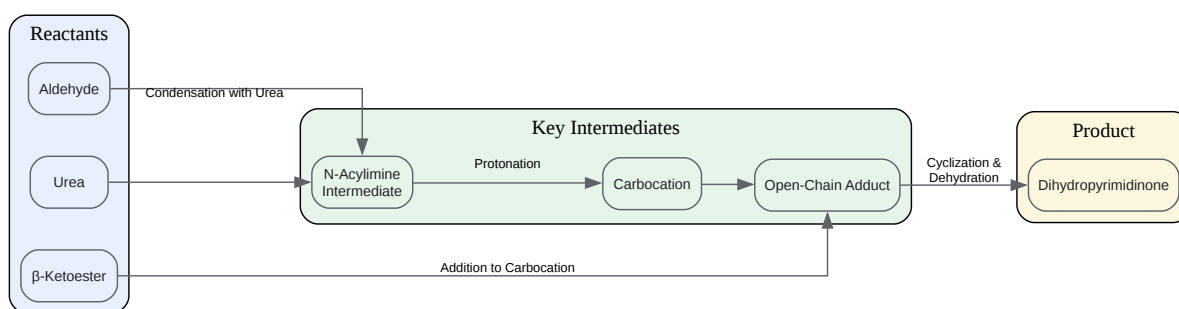 Reactants
Aldehyde
Condensation with Urea
Urea
β-Ketoester
Key Intermediates
N-Acylimine
Intermediate
Protonation
Carbocation
Open-Chain Adduct
Addition to Carbocation
Cyclization &
Dehydration
Product
Dihydropyrimidinone